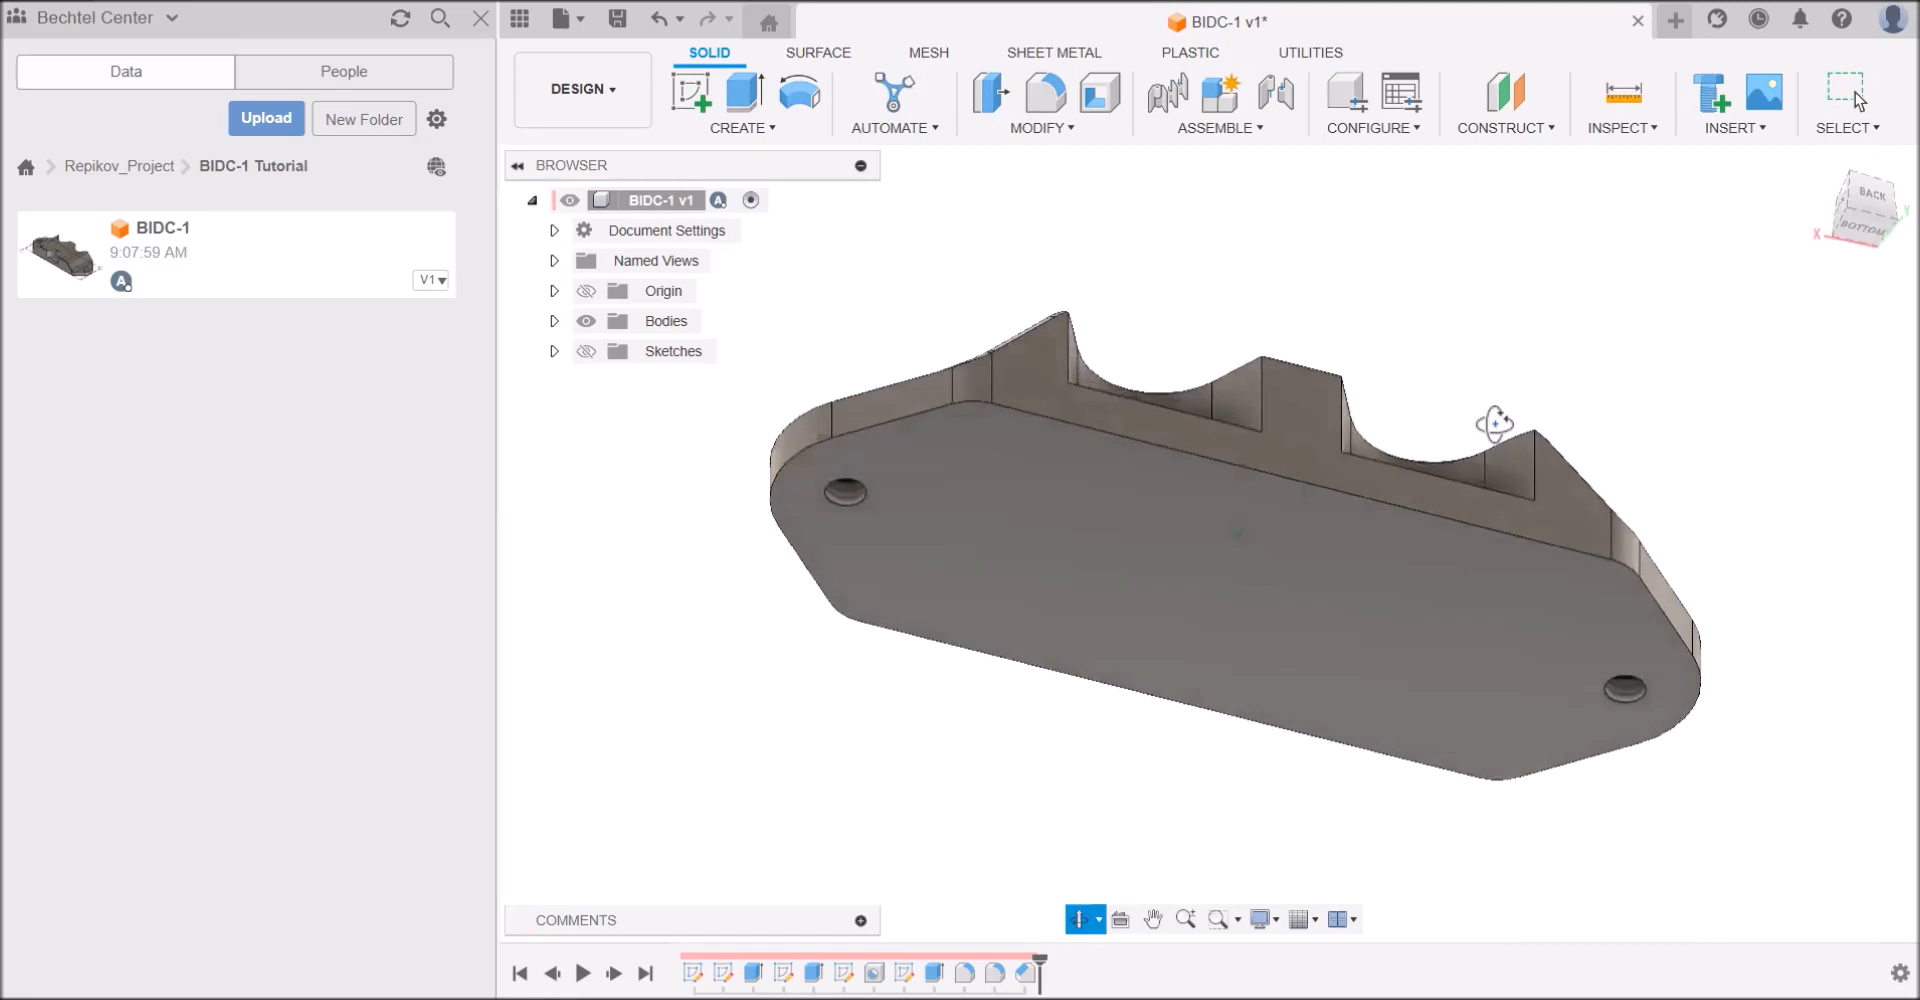 Bechtel Center
BIDC-1 v1*
Data
People
SOLID
SURFACE
MESH
SHEET METAL
PLASTIC
UTILITIES
Upload
New Folder
DESIGN
CREATE
AUTOMATE
MODIFY
ASSEMBLE
CONFIGURE
CONSTRUCT
INSPECT
INSERT
SELECT
Repikov_Project
BIDC-1 Tutorial
BROWSER
BIDC-1 v1
A
Document Settings
Named Views
Origin
Bodies
Sketches
BIDC-1
9:07:59 AM
A
V1
BACK
BOTTOM
X
Y
COMMENTS